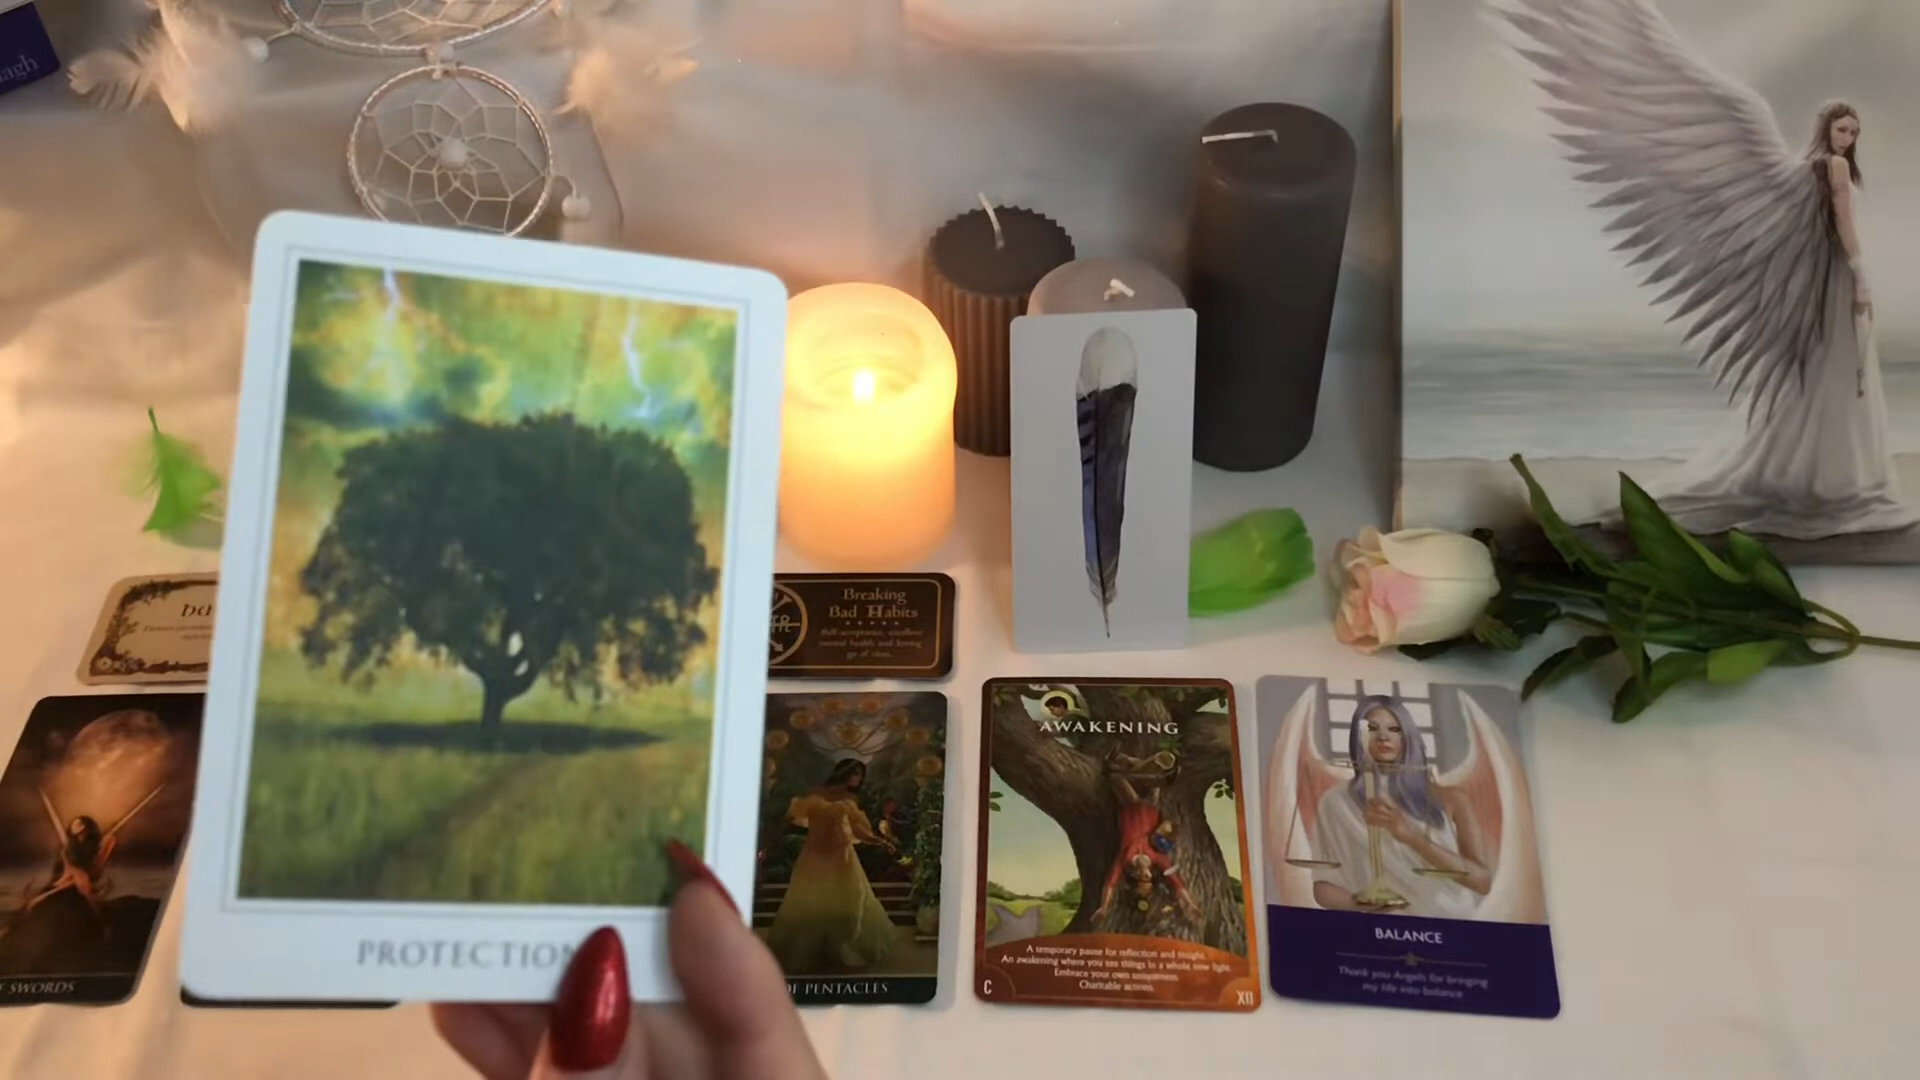 Breaking
Bad Habits
Self-acceptance, excellent
mental health and letting
go of
AWAKENING
A temporary pause for reflection and insight.
An awakening where you see things in a whole new light.
Embrace your own uniqueness.
Charitable actions.
C
XII
BALANCE
Thank you Angels for bringing
my life into balance
PROTECTION
SWORDS
OF PENTACLES